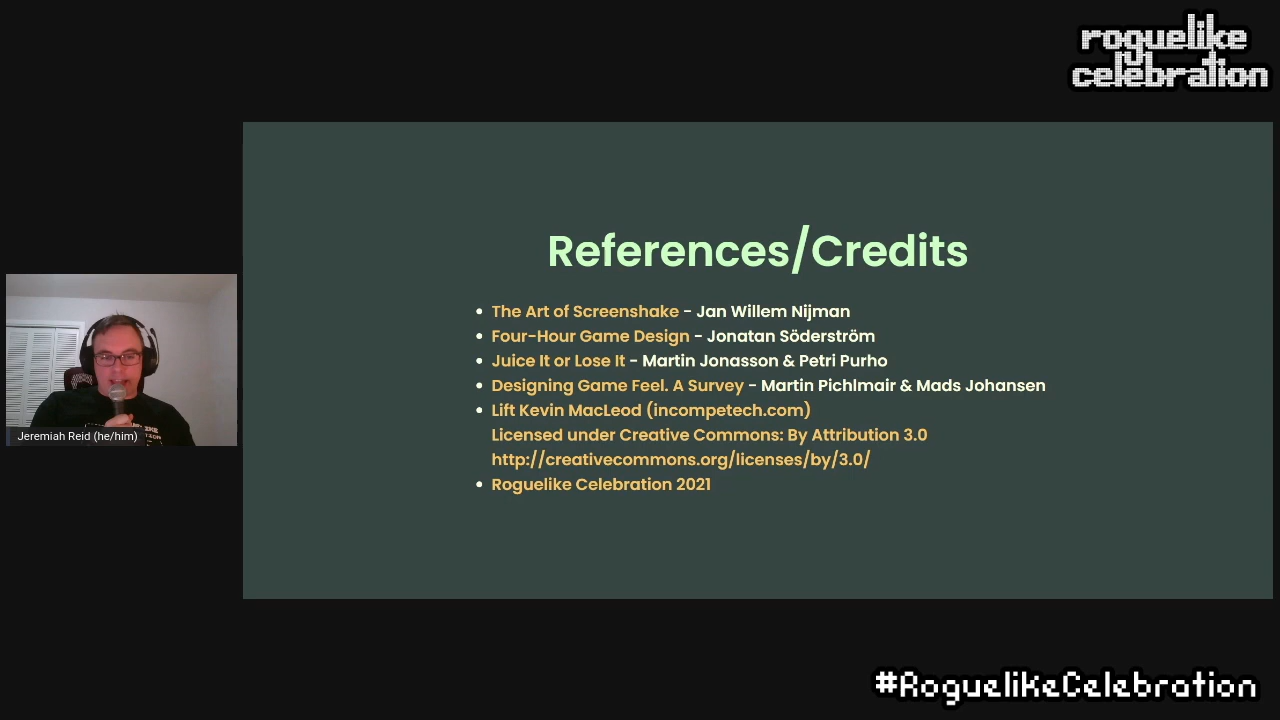 roguelike
celebration
References/Credits
• The Art of Screenshake - Jan Willem Nijman
• Four-Hour Game Design - Jonatan Söderström
• Juice It or Lose It - Martin Jonasson & Petri Purho
• Designing Game Feel. A Survey - Martin Pichlmair & Mads Johansen
• Lift Kevin MacLeod (incompetech.com)
Licensed under Creative Commons: By Attribution 3.0
http://creativecommons.org/licenses/by/3.0/
• Roguelike Celebration 2021
Jeremiah Reid (he/him)
#RoguelikeCelebration